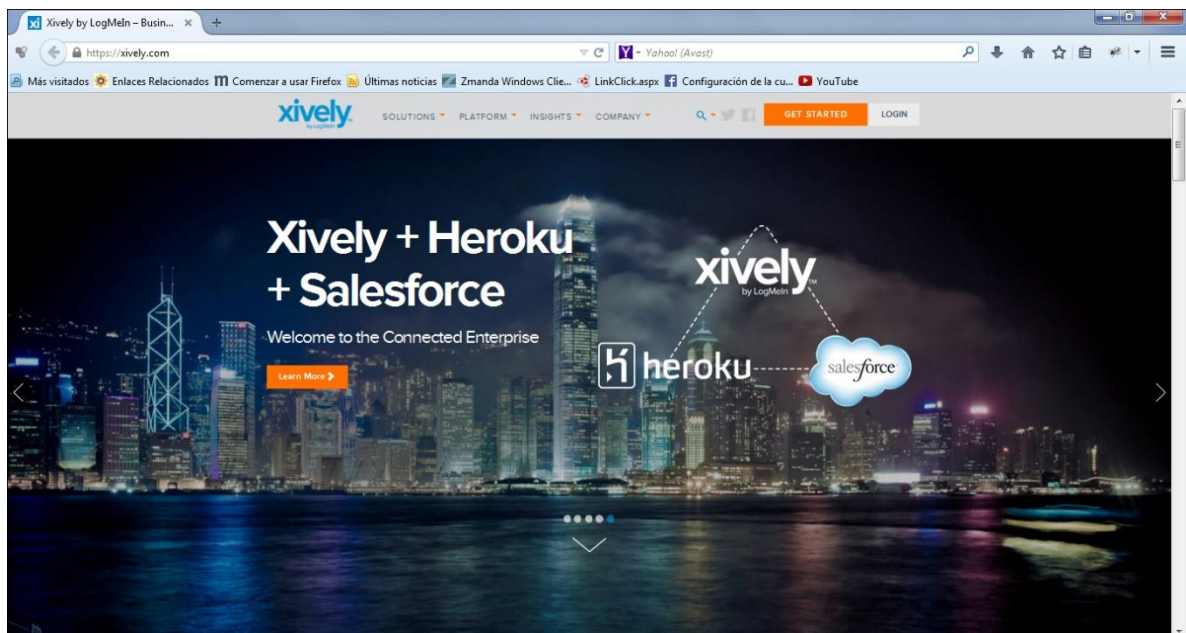 xi Xively by LogMeIn – Busin...
https://xively.com
Y! - Yahoo! (Avast)
Más visitados Enlaces Relacionados Comenzar a usar Firefox Últimas noticias Zmanda Windows Clie... LinkClick.aspx Configuración de la cu... YouTube
xively by LogMeIn SOLUTIONS PLATFORM INSIGHTS COMPANY GET STARTED LOGIN
Xively + Heroku
+ Salesforce
Welcome to the Connected Enterprise
Learn More
xively™
by LogMeIn
heroku
salesforce